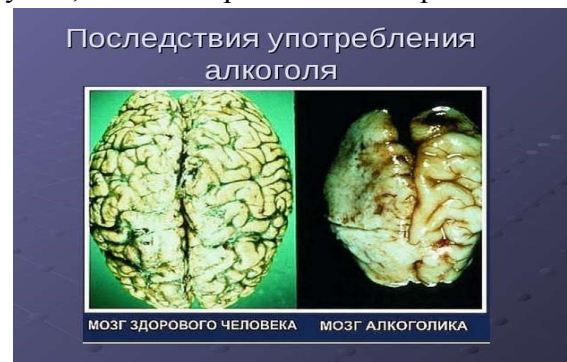 Последствия употребления
алкоголя
МОЗГ ЗДОРОВОГО ЧЕЛОВЕКА
МОЗГ АЛКОГОЛИКА